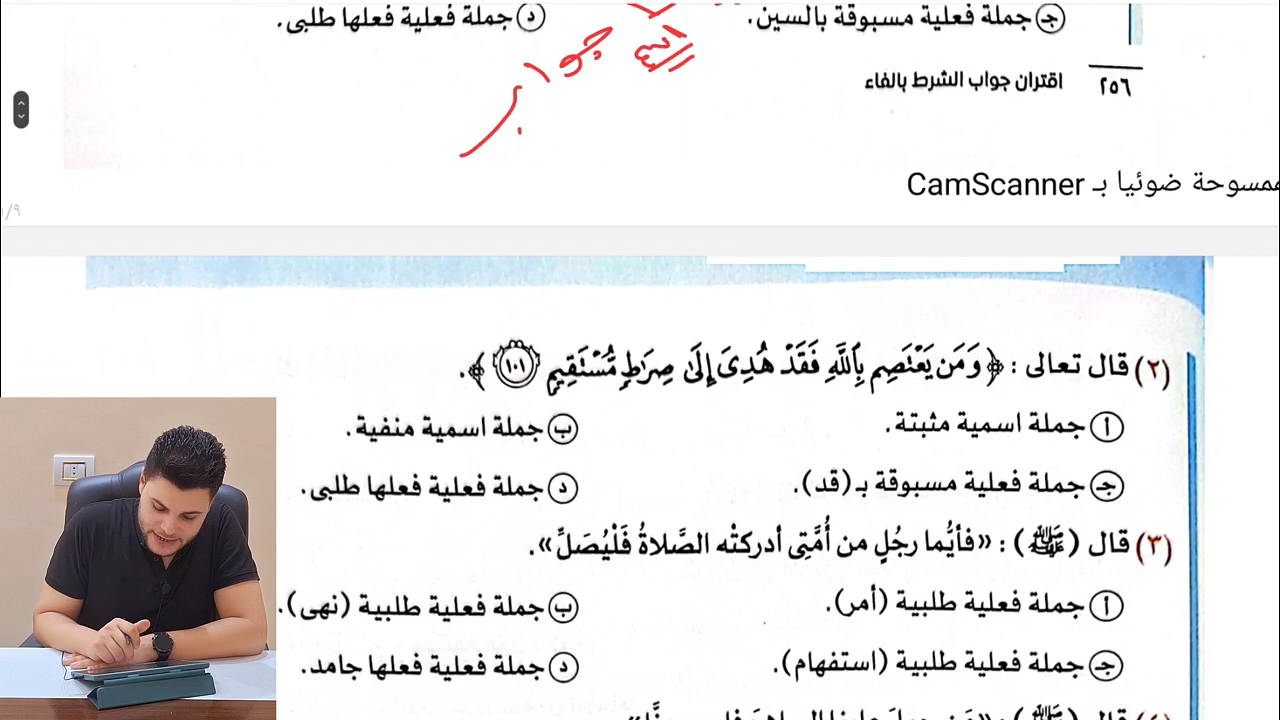 ج جملة فعلية مسبوقة بالسين. د جملة فعلية فعلها طلبى.
جواب
٢٥٦ اقتران جواب الشرط بالفاء
ممسوحة ضوئيا بـ CamScanner
(٢) قال تعالى : ﴿وَمَن يَعْتَصِم بِٱللَّهِ فَقَدْ هُدِىَ إِلَىٰ صِرَٰطٍ مُّسْتَقِيمٍ ١٠١﴾.
أ جملة اسمية مثبتة. ب جملة اسمية منفية.
ج جملة فعلية مسبوقة بـ (قد). د جملة فعلية فعلها طلبى.
(٣) قال (ﷺ) : «فأيُّما رجُلٍ من أُمَّتِى أدركتْه الصَّلاةُ فَلْيُصَلِّ».
أ جملة فعلية طلبية (أمر). ب جملة فعلية طلبية (نهى).
ج جملة فعلية طلبية (استفهام). د جملة فعلية فعلها جامد.